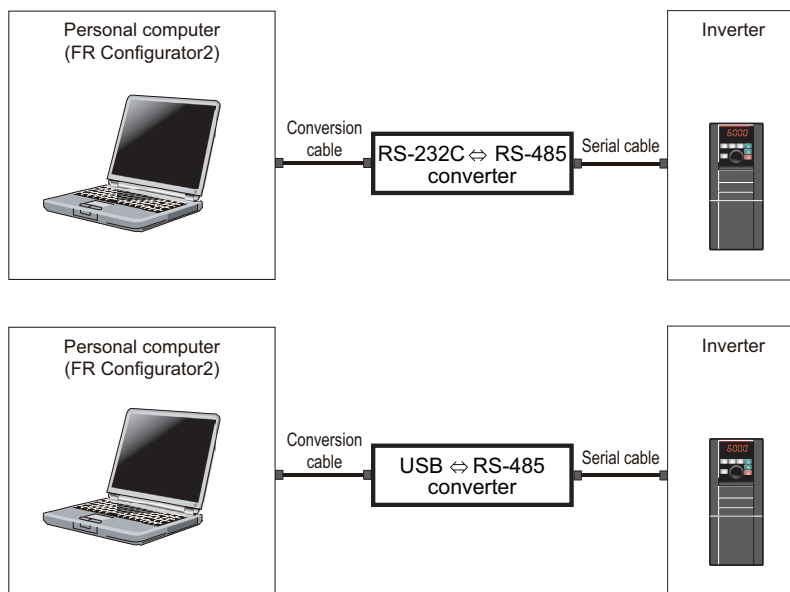 Personal computer
(FR Configurator2)
Inverter
Conversion
cable
RS-232C ⇔ RS-485
converter
Serial cable
6000
Personal computer
(FR Configurator2)
Inverter
Conversion
cable
USB ⇔ RS-485
converter
Serial cable
6000